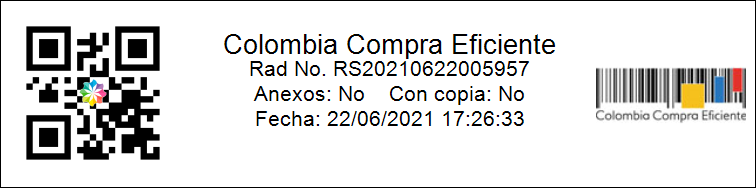 Colombia Compra Eficiente
Rad No. RS20210622005957
Anexos: No    Con copia: No
Fecha: 22/06/2021 17:26:33
Colombia Compra Eficiente